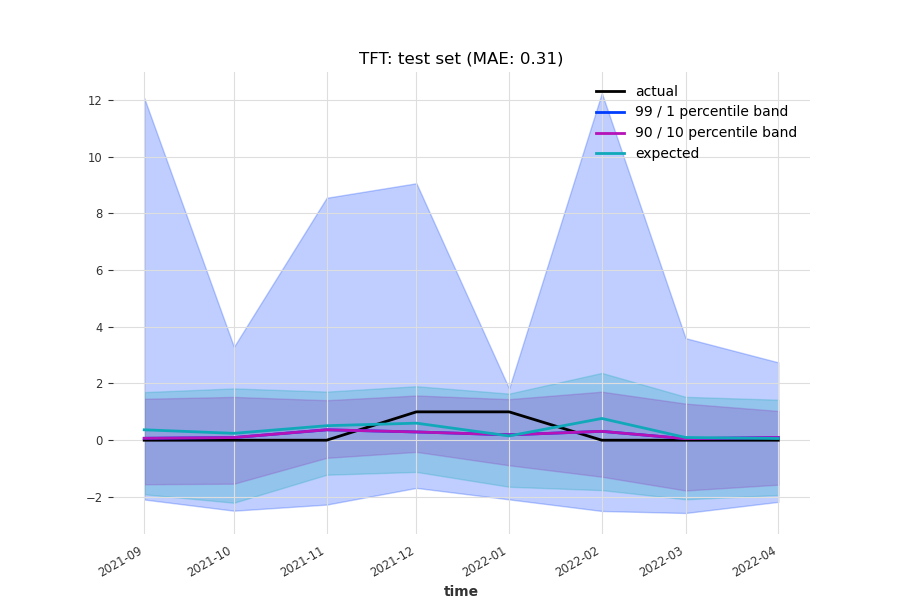 TFT: test set (MAE: 0.31)
actual
99 / 1 percentile band
90 / 10 percentile band
expected
12
10
8
6
4
2
0
−2
2021-09
2021-10
2021-11
2021-12
2022-01
2022-02
2022-03
2022-04
time